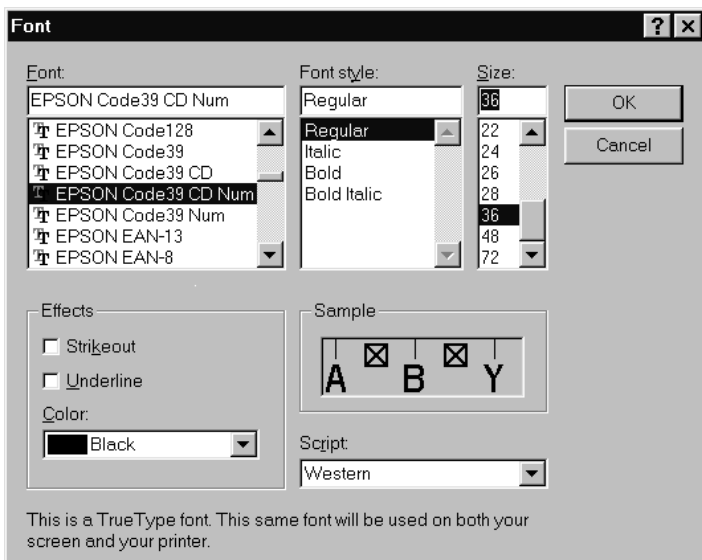 Font
Font:
EPSON Code39 CD Num
EPSON Code128
EPSON Code39
EPSON Code39 CD
EPSON Code39 CD Num
EPSON Code39 Num
EPSON EAN-13
EPSON EAN-8
Font style:
Regular
Regular
Italic
Bold
Bold Italic
Size:
36
22
24
26
28
36
48
72
OK
Cancel
Effects
Strikeout
Underline
Color:
Black
Sample
A B Y
Script:
Western
This is a TrueType font. This same font will be used on both your
screen and your printer.